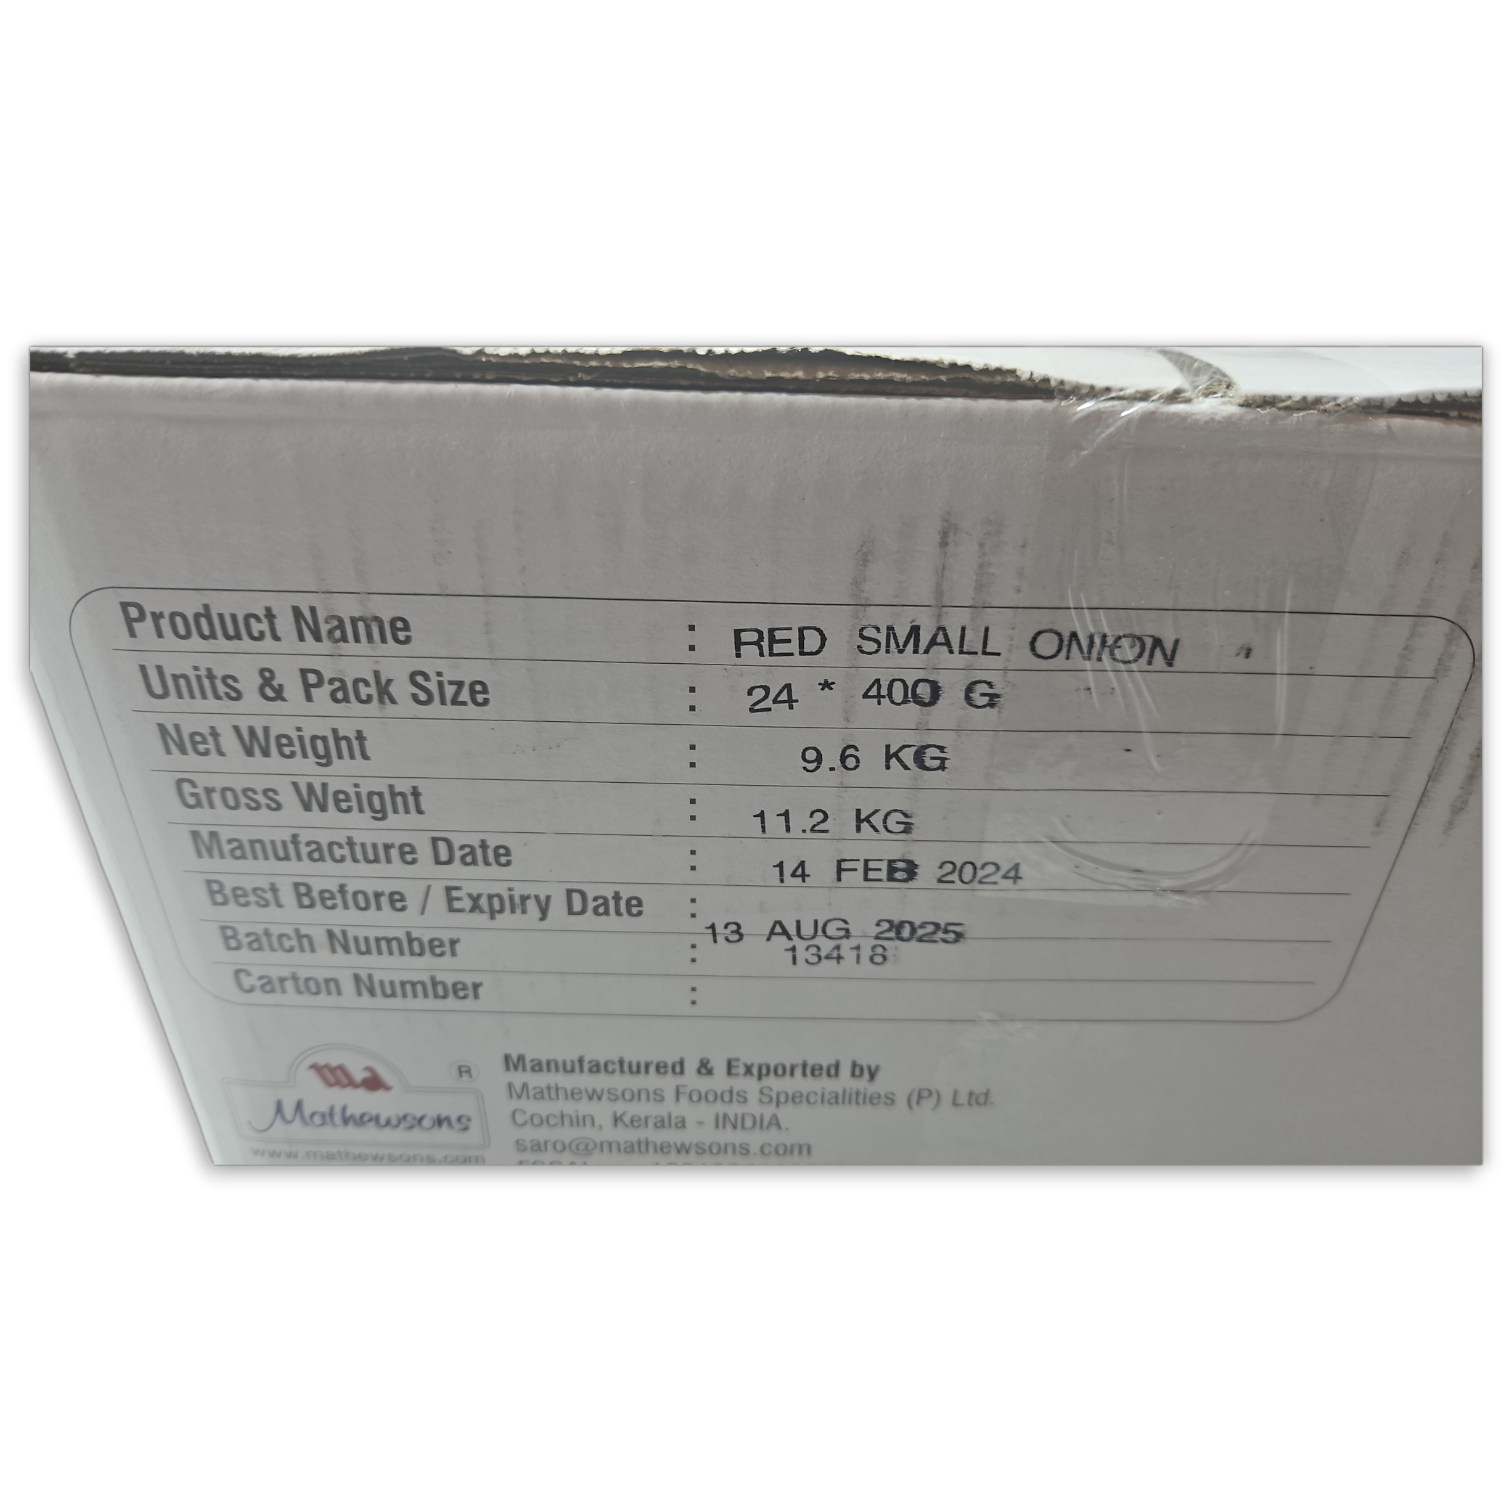 Product Name : RED SMALL ONION
Units & Pack Size : 24 * 400 G
Net Weight : 9.6 KG
Gross Weight : 11.2 KG
Manufacture Date : 14 FEB 2024
Best Before / Expiry Date : 13 AUG 2025
Batch Number : 13418
Carton Number :
ma ®
Mathewsons
www.mathewsons.com
Manufactured & Exported by
Mathewsons Foods Specialities (P) Ltd.
Cochin, Kerala - INDIA.
saro@mathewsons.com